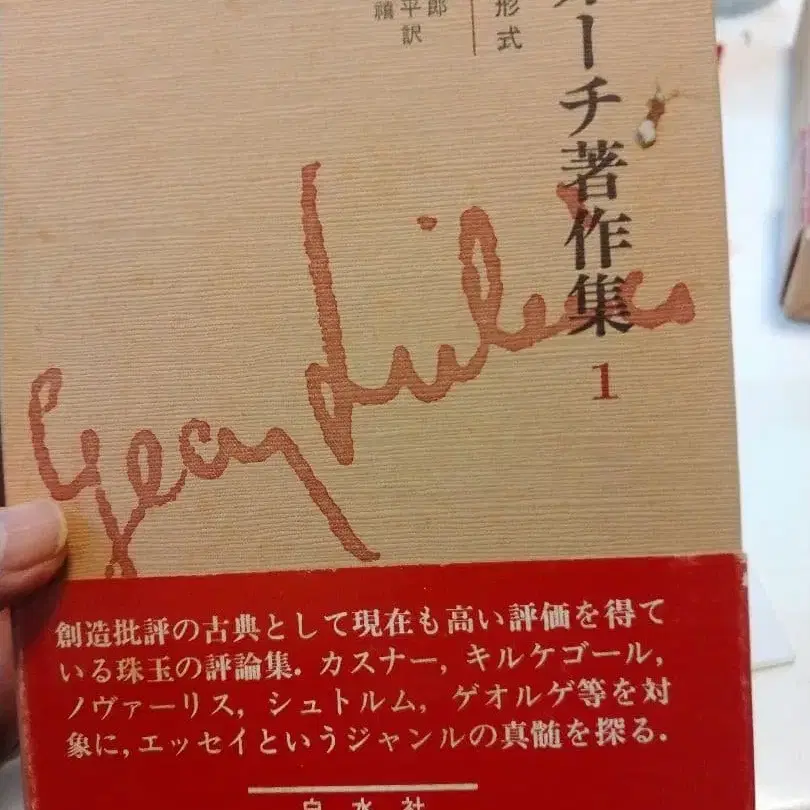 ーチ著作集 1
形式
郎
平訳
禱
創造批評の古典として現在も高い評価を得て
いる珠玉の評論集.カスナー,キルケゴール,
ノヴァーリス,シュトルム,ゲオルゲ等を対
象に,エッセイというジャンルの真髄を探る.
白水社